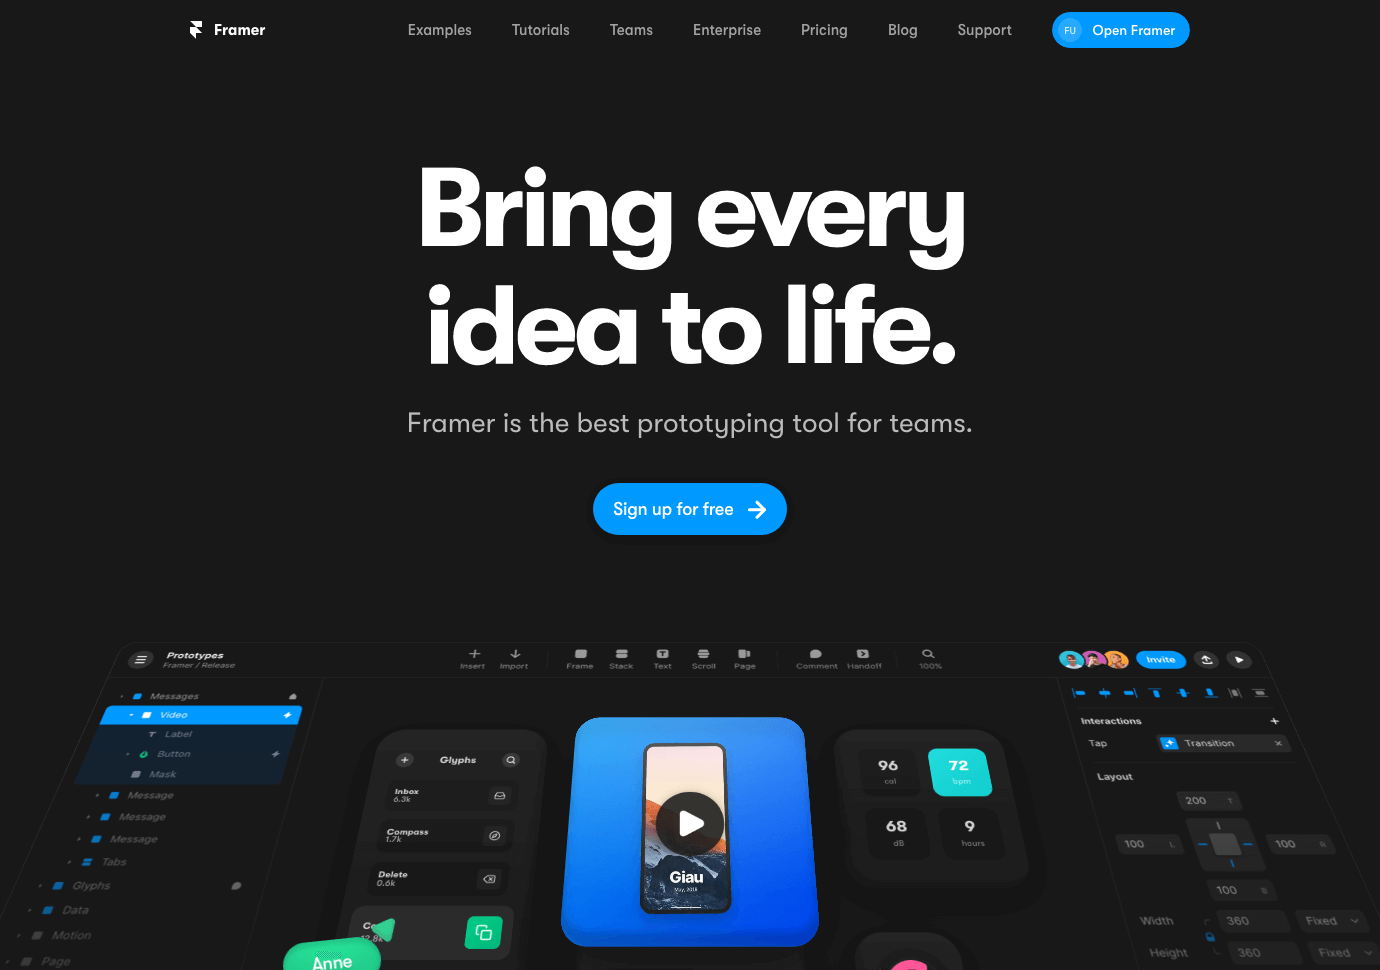 Framer
Examples Tutorials Teams Enterprise Pricing Blog Support
FU Open Framer
Bring every
idea to life.
Framer is the best prototyping tool for teams.
Sign up for free
Prototypes
Framer / Release
Insert Import Frame Stack Text Scroll Page Comment Handoff 100%
Invite
Messages
Video
Label
Button
Mask
Message
Message
Message
Tabs
Glyphs
Data
Motion
Page
Glyphs
Inbox
6.3k
Compass
1.7k
Delete
0.6k
Anne
Giau
May, 2018
96
cal
72
bpm
68
dB
9
hours
Interactions
Tap Transition
Layout
200 T
100 L
100 R
100 B
Width 360 Fixed
Height 360 Fixed